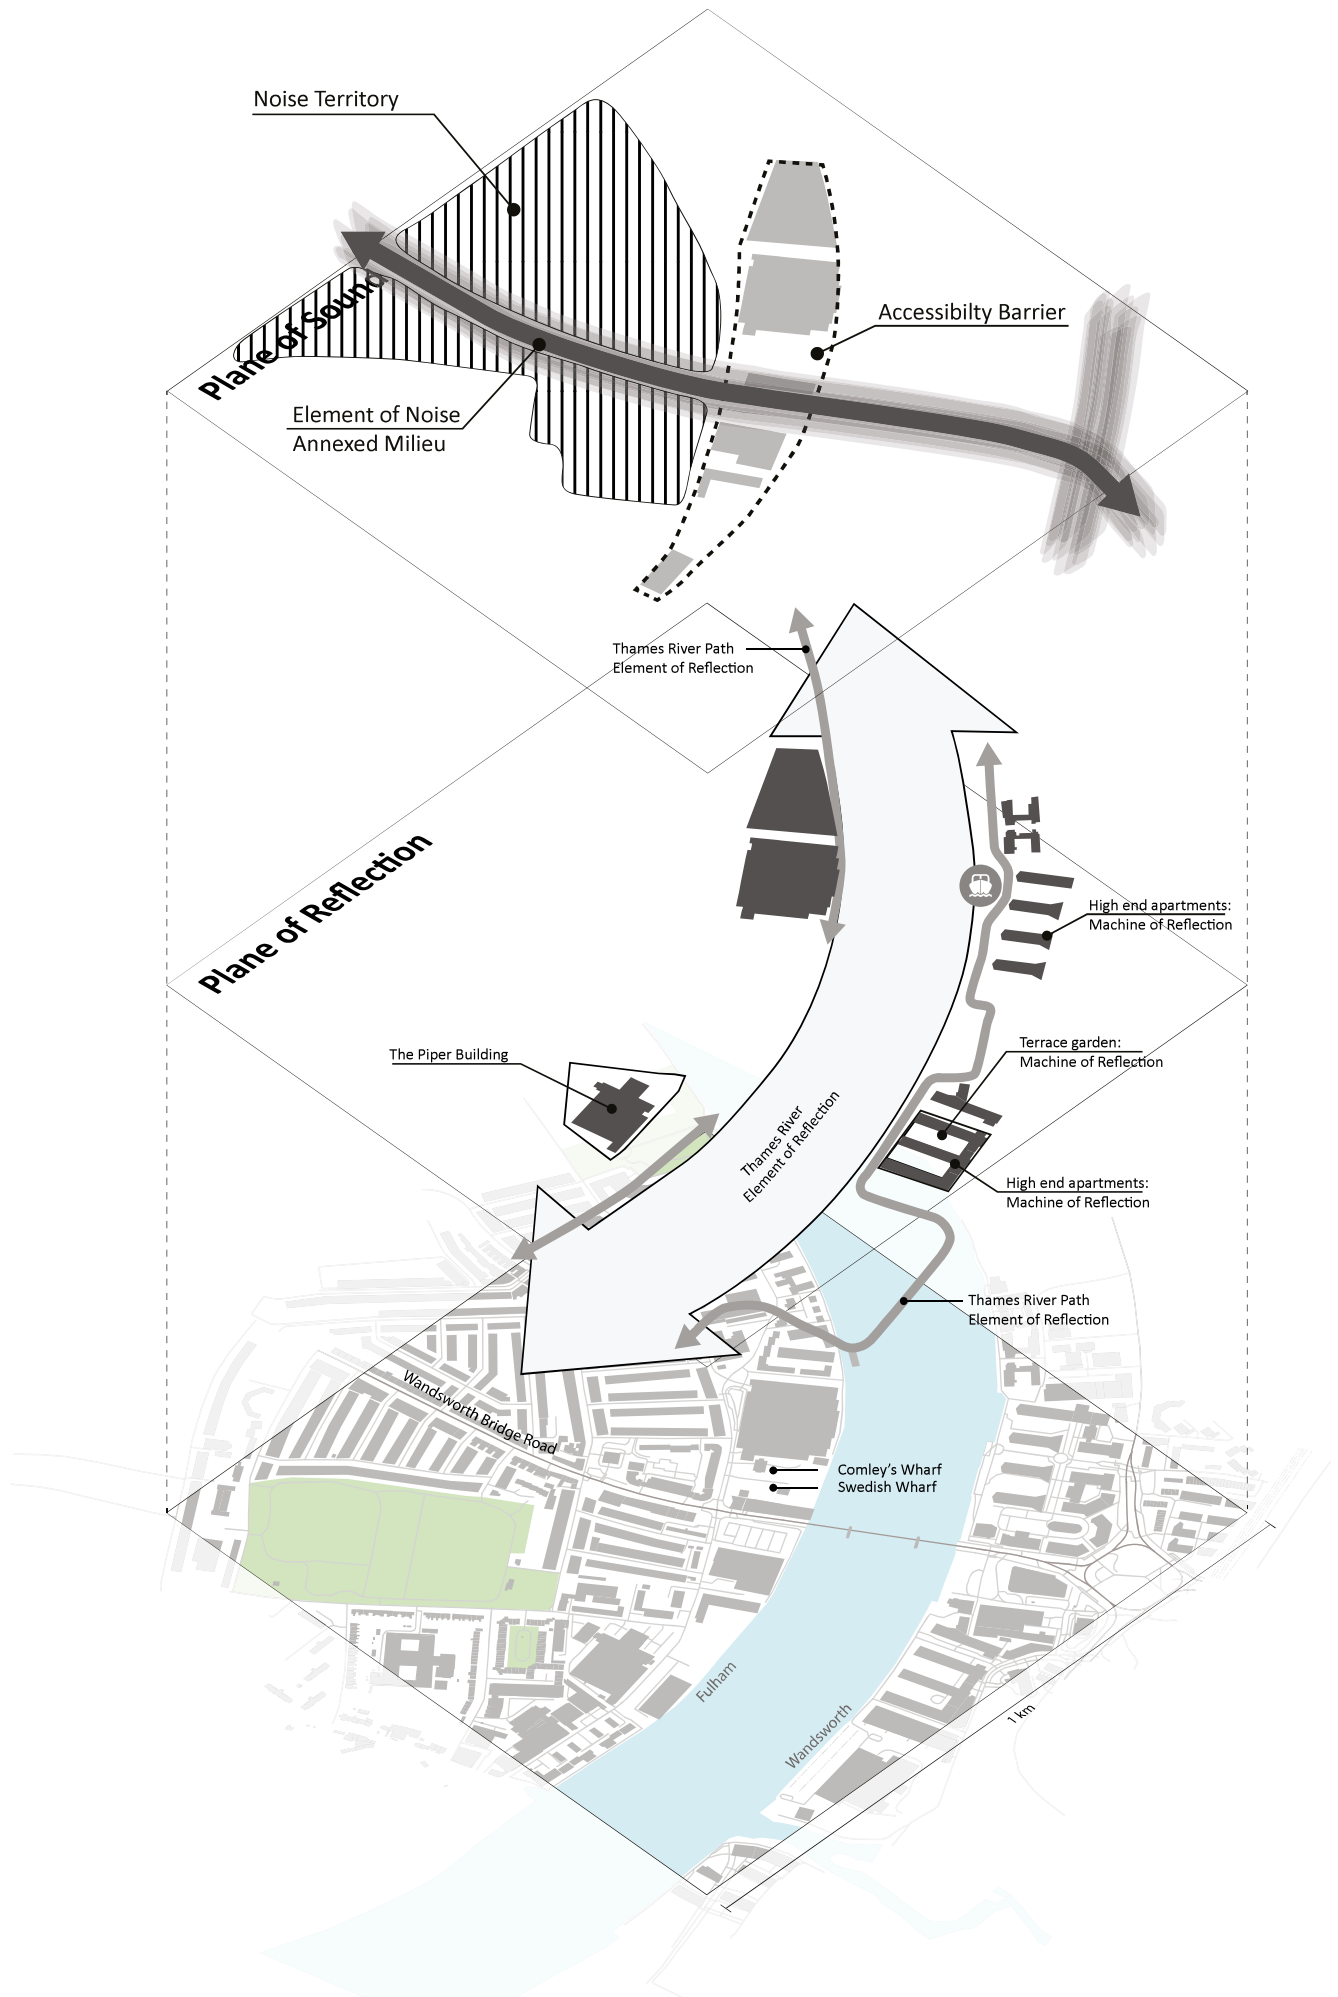 Noise Territory
Accessibilty Barrier
Plane of Sound
Element of Noise
Annexed Milieu
Thames River Path
Element of Reflection
Plane of Reflection
High end apartments:
Machine of Reflection
Terrace garden:
Machine of Reflection
The Piper Building
Thames River
Element of Reflection
High end apartments:
Machine of Reflection
Thames River Path
Element of Reflection
Wandsworth Bridge Road
Comley's Wharf
Swedish Wharf
Fulham
Wandsworth
1 km